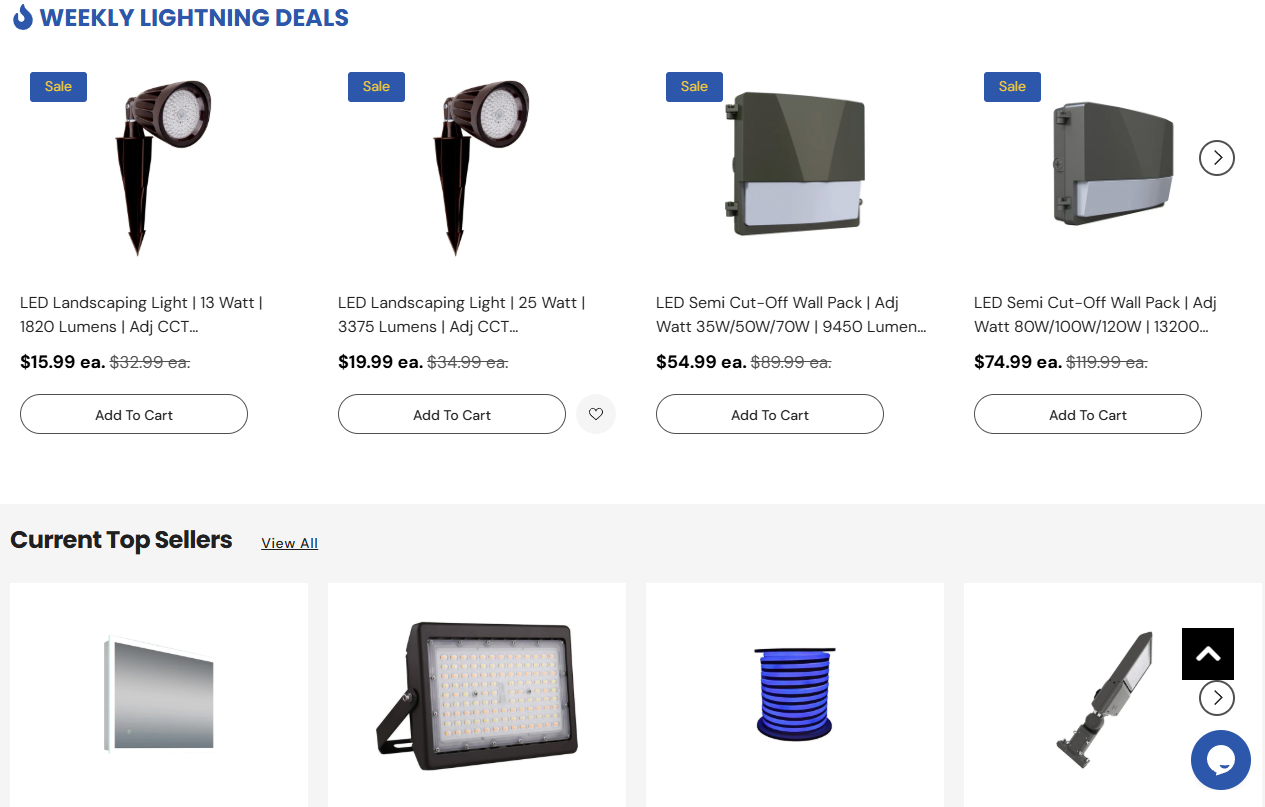 WEEKLY LIGHTNING DEALS
Sale
Sale
Sale
Sale
LED Landscaping Light | 13 Watt |
1820 Lumens | Adj CCT...
$15.99 ea. $32.99 ea.
Add To Cart
LED Landscaping Light | 25 Watt |
3375 Lumens | Adj CCT...
$19.99 ea. $34.99 ea.
Add To Cart
LED Semi Cut-Off Wall Pack | Adj
Watt 35W/50W/70W | 9450 Lumen...
$54.99 ea. $89.99 ea.
Add To Cart
LED Semi Cut-Off Wall Pack | Adj
Watt 80W/100W/120W | 13200...
$74.99 ea. $119.99 ea.
Add To Cart
Current Top Sellers
View All